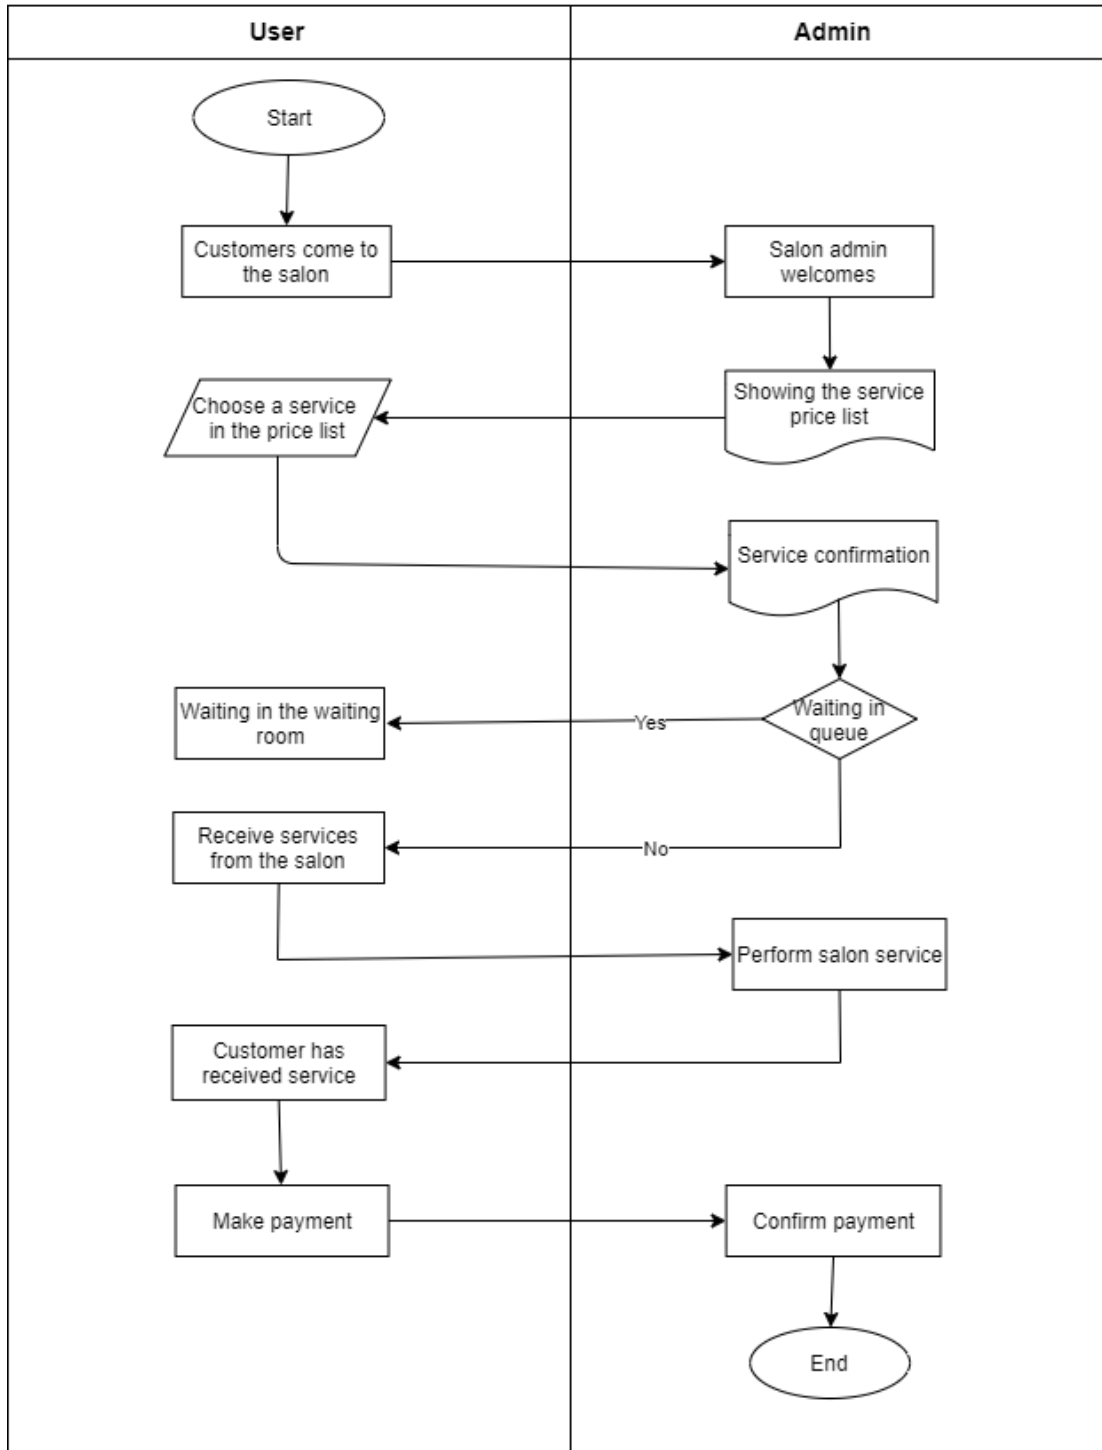 User
Admin
Start
Customers come to
the salon
Salon admin
welcomes
Showing the service
price list
Choose a service
in the price list
Service confirmation
Waiting in
queue
Yes
Waiting in the waiting
room
No
Receive services
from the salon
Perform salon service
Customer has
received service
Make payment
Confirm payment
End